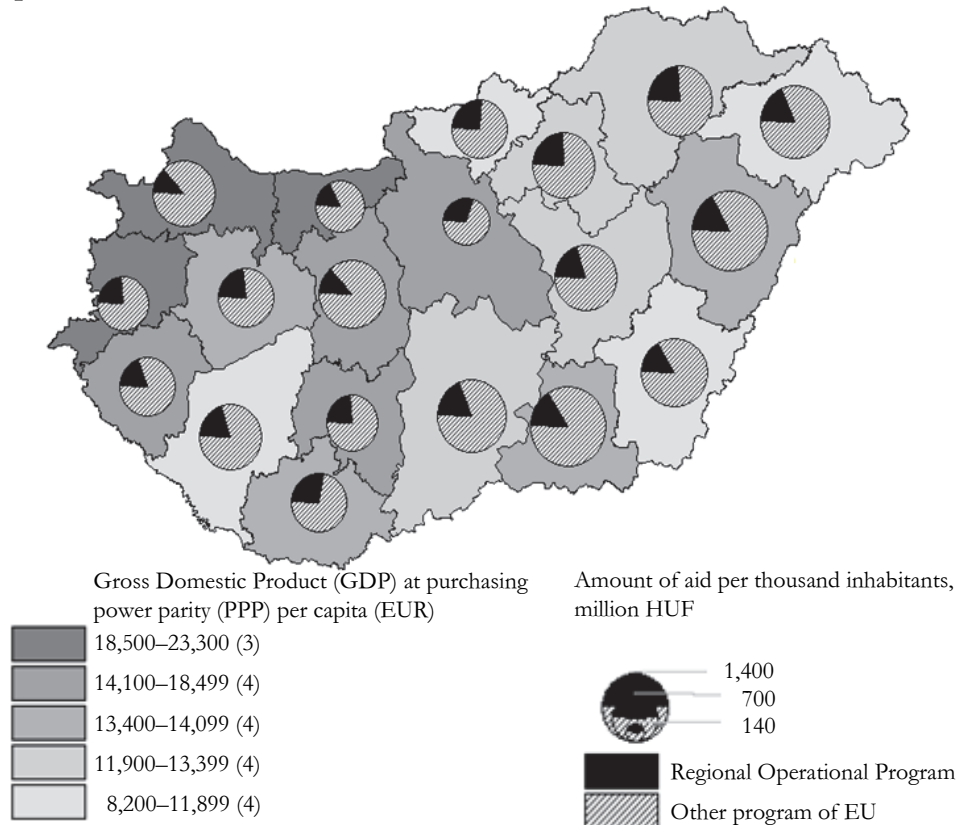 Gross Domestic Product (GDP) at purchasing
power parity (PPP) per capita (EUR)
18,500–23,300 (3)
14,100–18,499 (4)
13,400–14,099 (4)
11,900–13,399 (4)
8,200–11,899 (4)
Amount of aid per thousand inhabitants,
million HUF
1,400
700
140
Regional Operational Program
Other program of EU